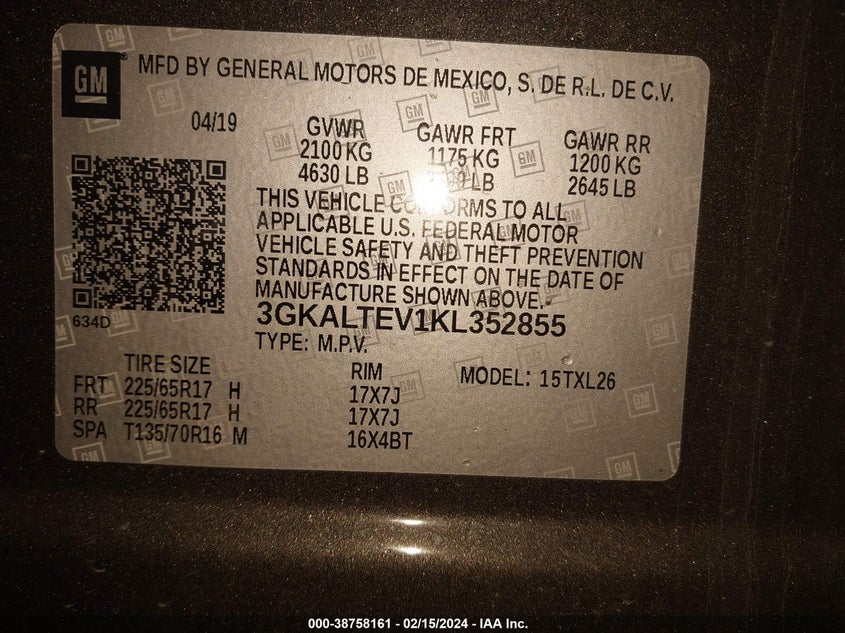 GM
MFD BY GENERAL MOTORS DE MEXICO, S. DE R.L. DE C.V.
04/19 GVWR GAWR FRT GAWR RR
2100 KG 1175 KG 1200 KG
4630 LB LB 2645 LB
THIS VEHICLE CONFORMS TO ALL
APPLICABLE U.S. FEDERAL MOTOR
VEHICLE SAFETY AND THEFT PREVENTION
STANDARDS IN EFFECT ON THE DATE OF
MANUFACTURE SHOWN ABOVE.
634D
3GKALTEV1KL352855
TYPE: M.P.V.
TIRE SIZE RIM MODEL: 15TXL26
FRT 225/65R17 H 17X7J
RR 225/65R17 H 17X7J
SPA T135/70R16 M 16X4BT
000-38758161 - 02/15/2024 - IAA Inc.